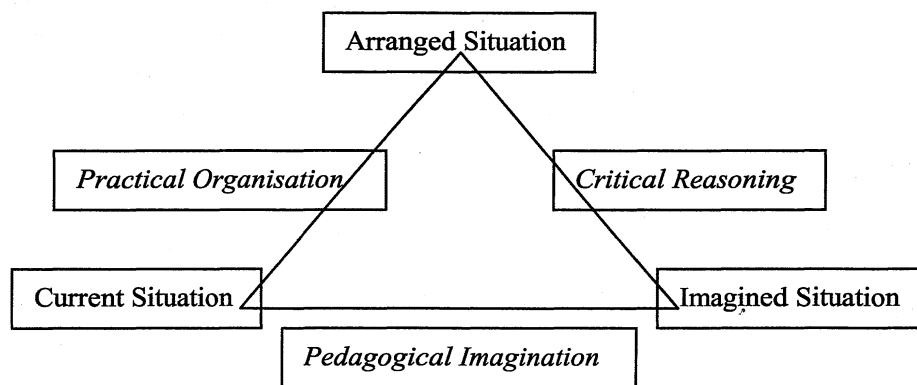 Arranged Situation
Practical Organisation
Critical Reasoning
Current Situation
Imagined Situation
Pedagogical Imagination